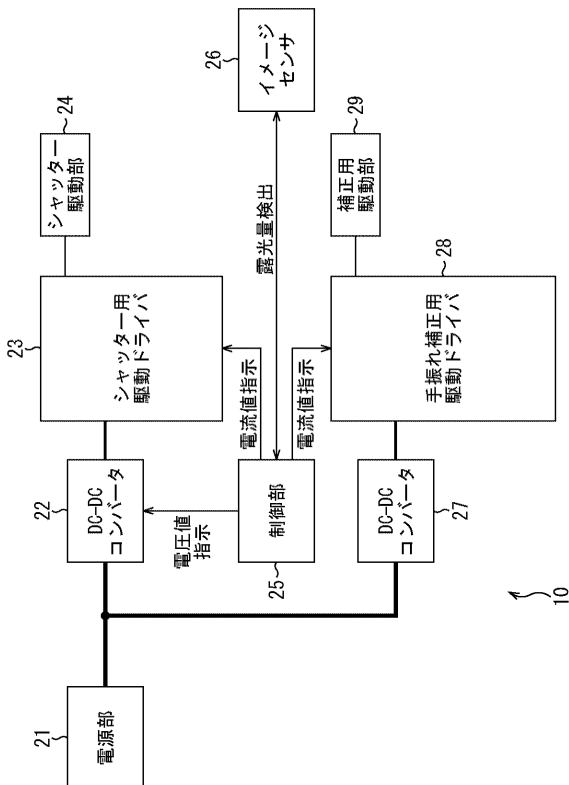 21
電源部
22
DC-DC
コンバータ
23
シャッター用
駆動ドライバ
24
シャッター
駆動部
電圧値
指示
25
制御部
電流値指示
電流値指示
露光量検出
26
イメージ
センサ
27
DC-DC
コンバータ
28
手振れ補正用
駆動ドライバ
29
補正用
駆動部
10